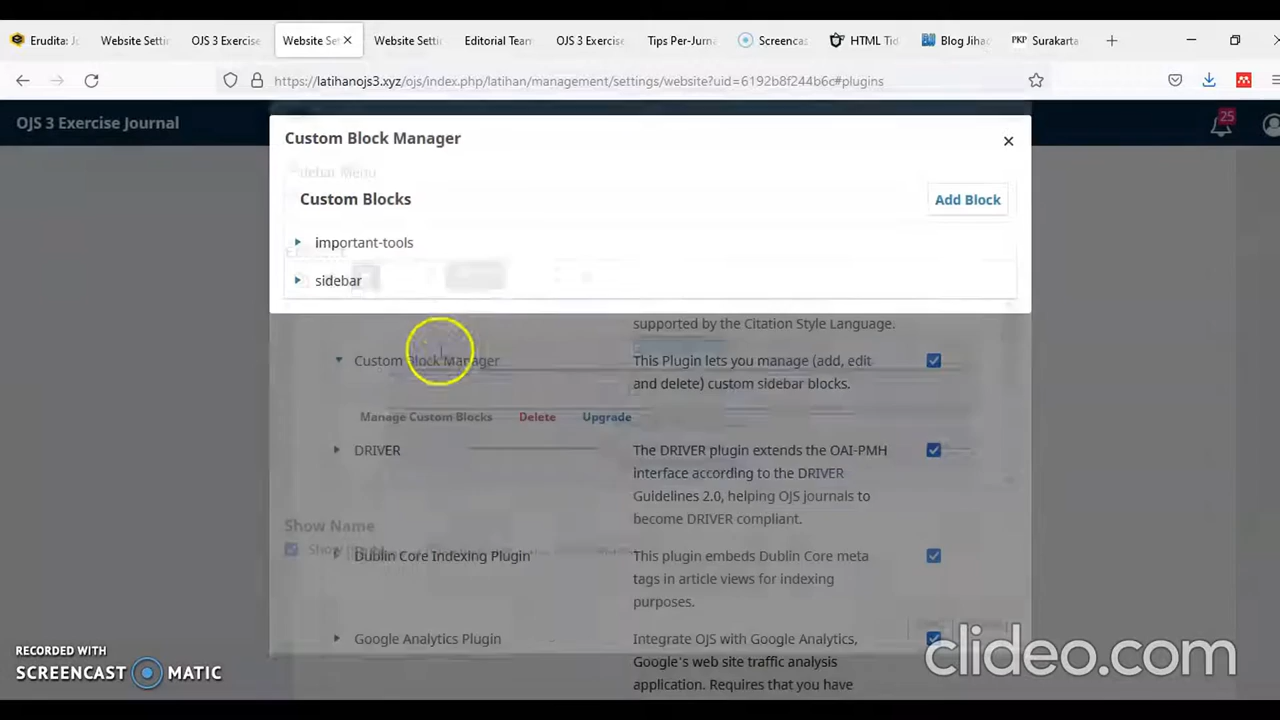 Erudita: J
Website Setti
OJS 3 Exercise
Website Set
Website Setti
Editorial Team
OJS 3 Exercise
Tips Per-Jurna
Screencas
HTML Tid
Blog Jihad
PKP Surakarta
https://latihanojs3.xyz/ojs/index.php/latihan/management/settings/website?uid=6192b8f244b6c#plugins
OJS 3 Exercise Journal
25
Custom Block Manager
Sidebar Menu
Custom Blocks
Add Block
important-tools
sidebar
supported by the Citation Style Language.
Custom Block Manager
This Plugin lets you manage (add, edit
and delete) custom sidebar blocks.
Manage Custom Blocks Delete Upgrade
DRIVER
The DRIVER plugin extends the OAI-PMH
interface according to the DRIVER
Guidelines 2.0, helping OJS journals to
become DRIVER compliant.
Show Name
Show
Dublin Core Indexing Plugin
This plugin embeds Dublin Core meta
tags in article views for indexing
purposes.
Google Analytics Plugin
Integrate OJS with Google Analytics,
Google's web site traffic analysis
application. Requires that you have
RECORDED WITH
SCREENCAST MATIC
clideo.com